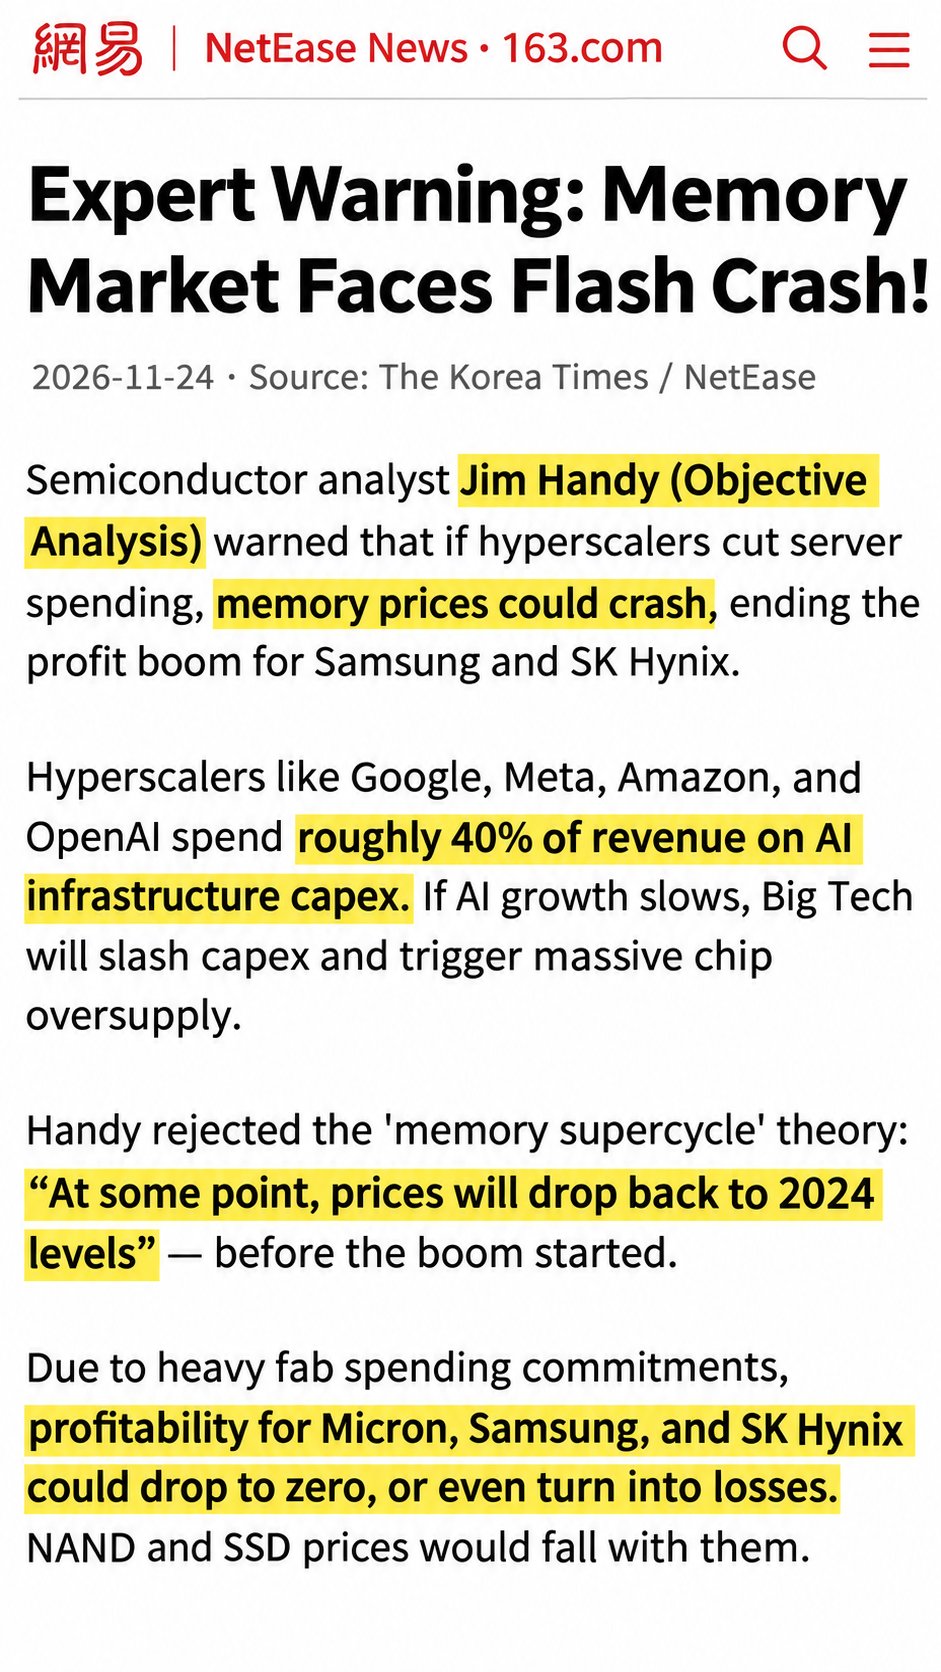 網易 | NetEase News · 163.com
Expert Warning: Memory
Market Faces Flash Crash!
2026-11-24 · Source: The Korea Times / NetEase
Semiconductor analyst Jim Handy (Objective
Analysis) warned that if hyperscalers cut server
spending, memory prices could crash, ending the
profit boom for Samsung and SK Hynix.
Hyperscalers like Google, Meta, Amazon, and
OpenAI spend roughly 40% of revenue on AI
infrastructure capex. If AI growth slows, Big Tech
will slash capex and trigger massive chip
oversupply.
Handy rejected the 'memory supercycle' theory:
“At some point, prices will drop back to 2024
levels” — before the boom started.
Due to heavy fab spending commitments,
profitability for Micron, Samsung, and SK Hynix
could drop to zero, or even turn into losses.
NAND and SSD prices would fall with them.